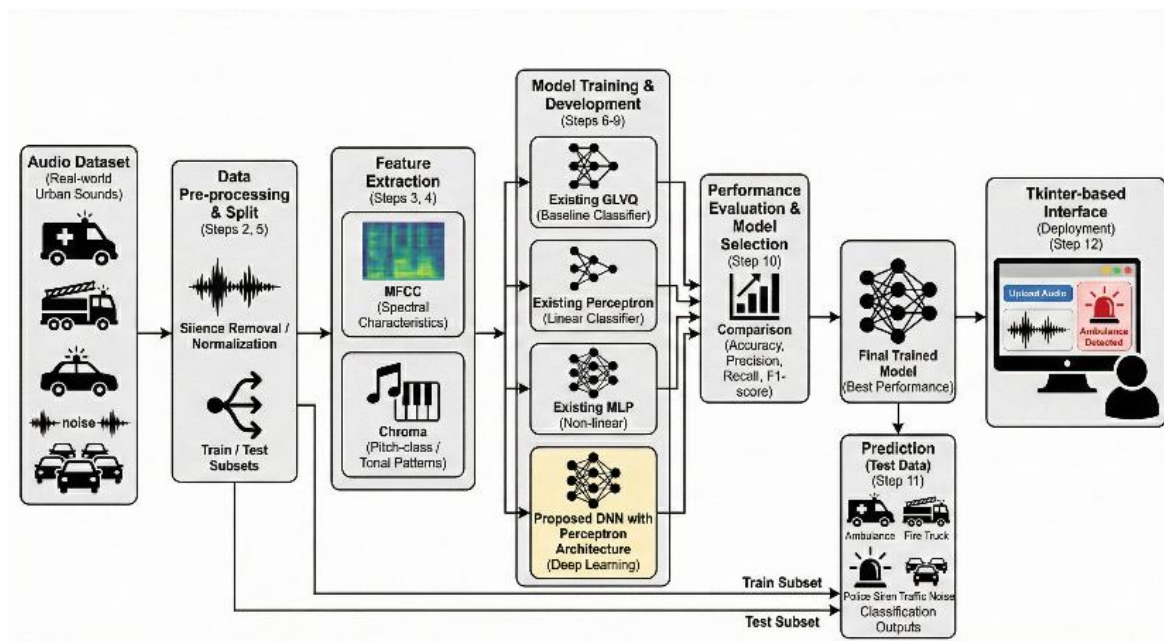 Audio Dataset
(Real-world
Urban Sounds)
noise
Data
Pre-processing
& Split
(Steps 2, 5)
Siience Removal /
Normalization
Train / Test
Subsets
Feature
Extraction
(Steps 3, 4)
MFCC
(Spectral
Characteristics)
Chroma
(Pitch-class /
Tonal Patterns)
Model Training &
Development
(Steps 6-9)
Existing GLVQ
(Baseline Classifier)
Existing Perceptron
(Linear Classifier)
Existing MLP
(Non-linear)
Proposed DNN with
Perceptron
Architecture
(Deep Learning)
Performance
Evaluation &
Model
Selection
(Step 10)
Comparison
(Accuracy,
Precision,
Recall, F1-
score)
Final Trained
Model
(Best Performance)
Tkinter-based
Interface
(Deployment)
(Step 12)
Upload Audio
Ambulance
Detected
Prediction
(Test Data)
(Step 11)
Ambulance Fire Truck
Police Siren Traffic Noise
Classification
Outputs
Train Subset
Test Subset